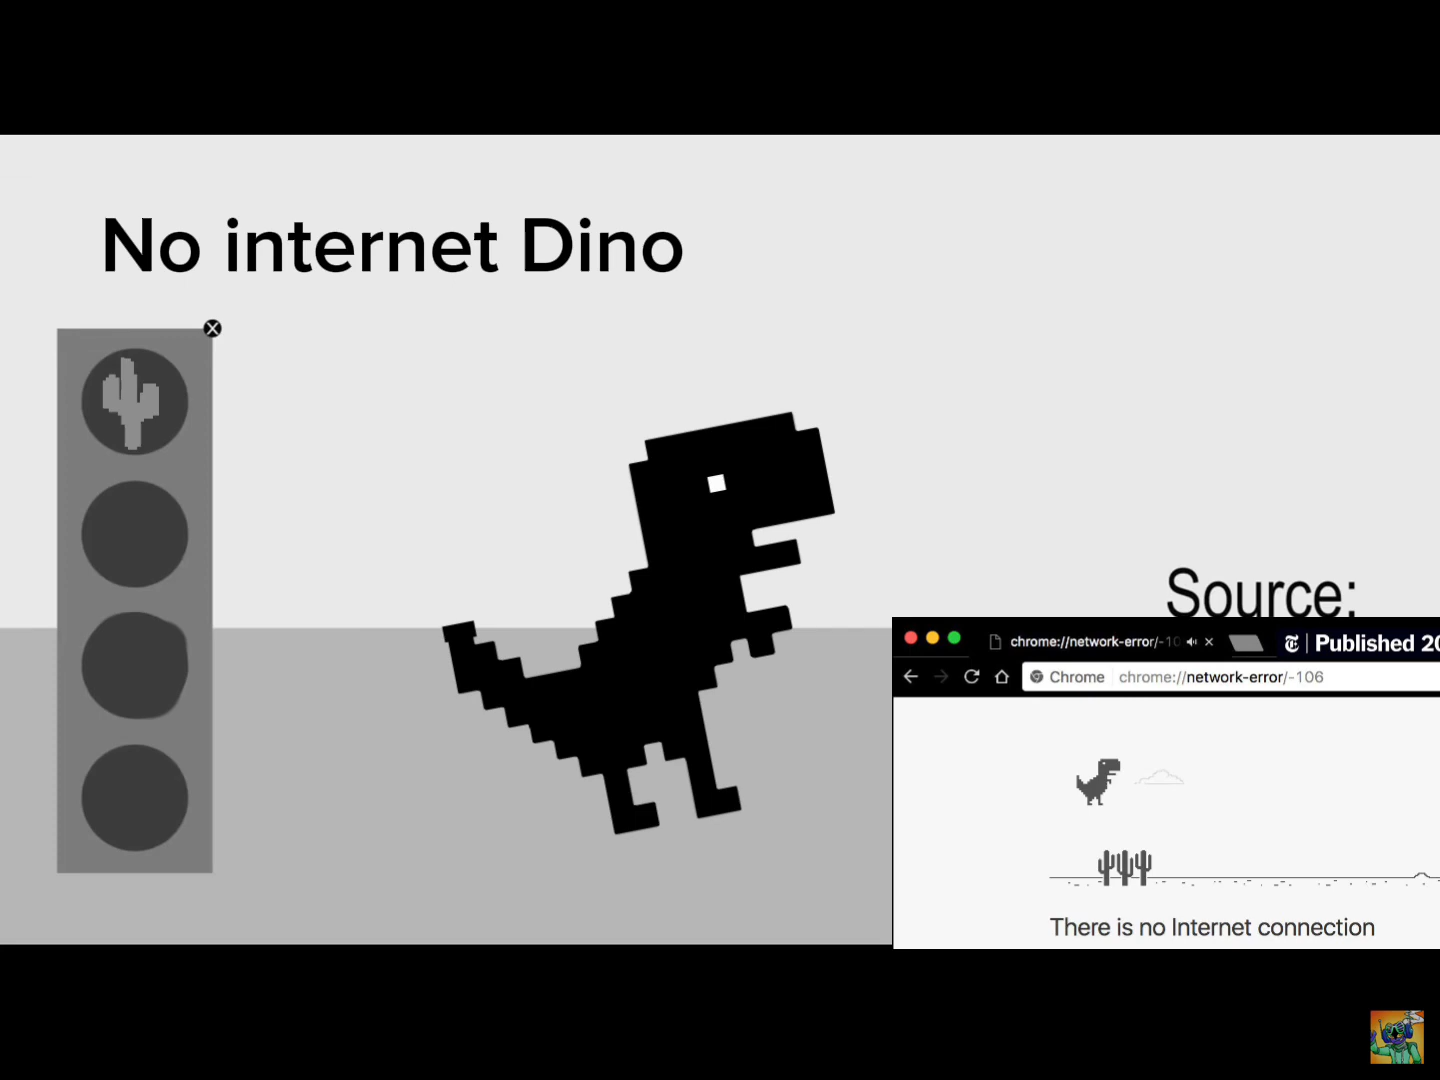 No internet Dino
Source:
chrome://network-error/-10
Published 20
Chrome chrome://network-error/-106
There is no Internet connection